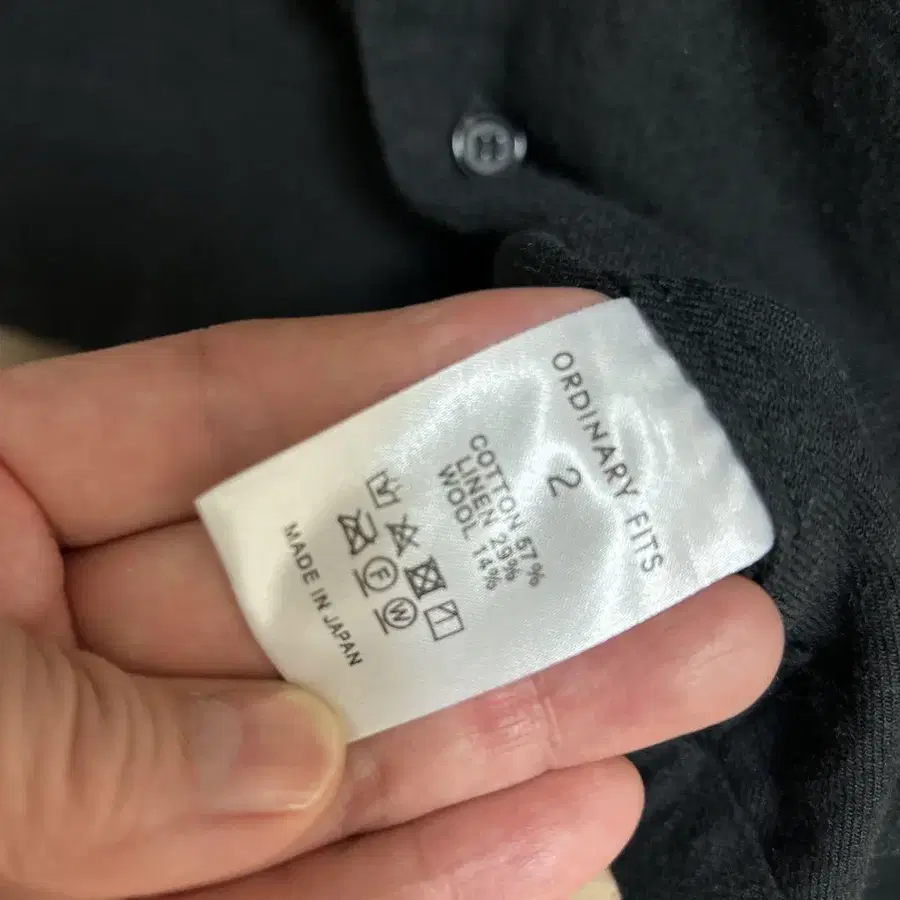 ORDINARY FITS
2
COTTON 57%
LINEN 29%
WOOL 14%
F
W
MADE IN JAPAN